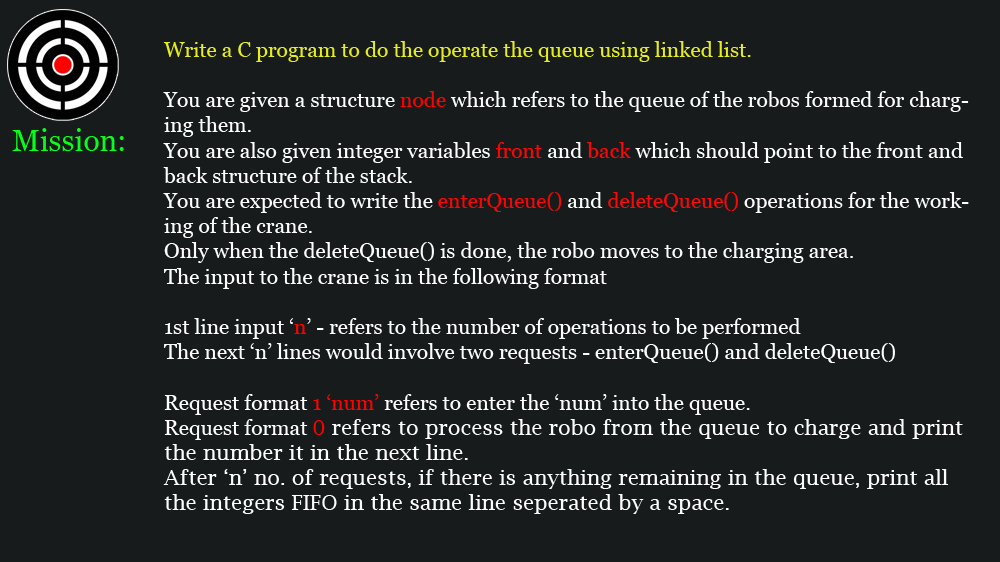 Mission:
Write a C program to do the operate the queue using linked list.
You are given a structure node which refers to the queue of the robos formed for charg-
ing them.
You are also given integer variables front and back which should point to the front and
back structure of the stack.
You are expected to write the enterQueue() and deleteQueue() operations for the work-
ing of the crane.
Only when the deleteQueue() is done, the robo moves to the charging area.
The input to the crane is in the following format
1st line input ‘n’ - refers to the number of operations to be performed
The next ‘n’ lines would involve two requests - enterQueue() and deleteQueue()
Request format 1 ‘num’ refers to enter the ‘num’ into the queue.
Request format 0 refers to process the robo from the queue to charge and print
the number it in the next line.
After ‘n’ no. of requests, if there is anything remaining in the queue, print all
the integers FIFO in the same line seperated by a space.